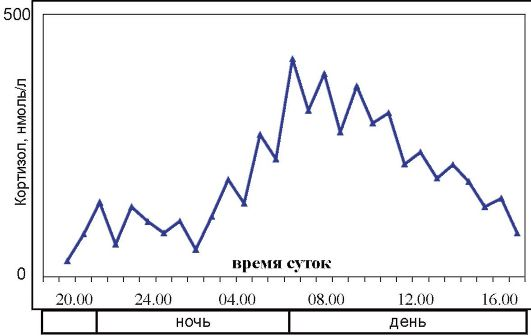 500
Кортизол, нмоль/л
0
время суток
20.00 24.00 04.00 08.00 12.00 16.00
ночь день